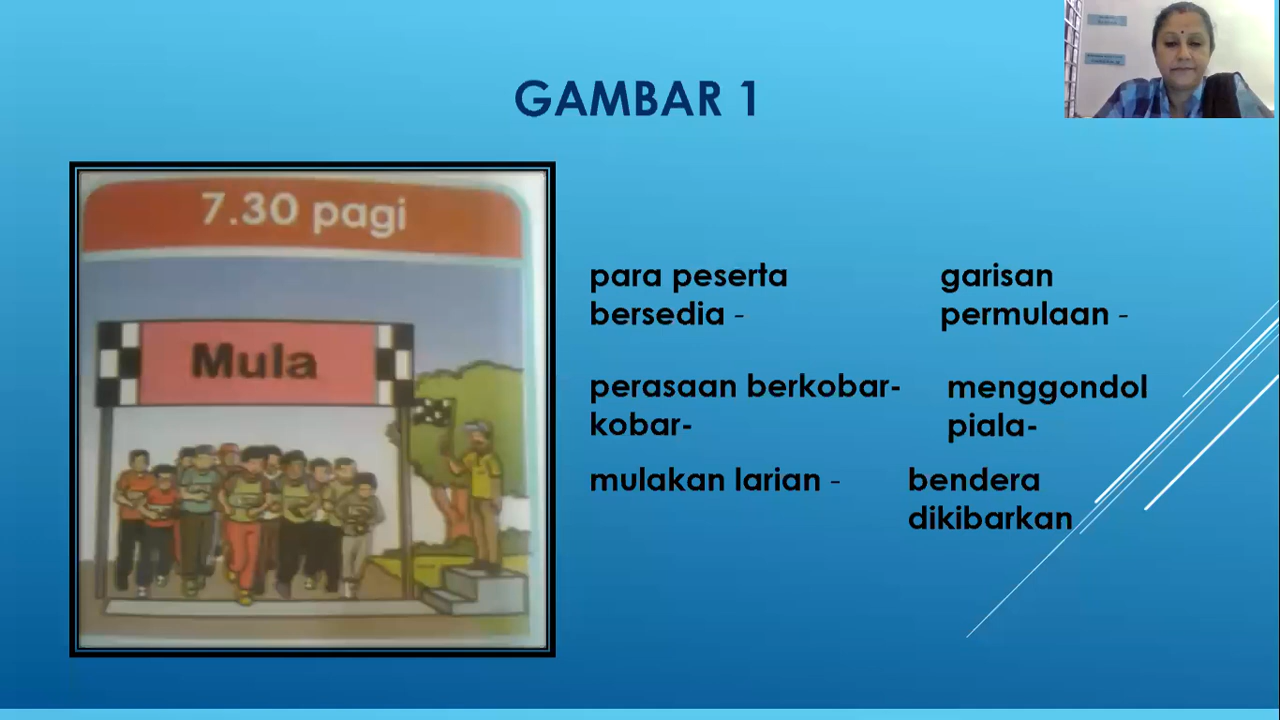 GAMBAR 1
7.30 pagi
Mula
para peserta
bersedia -
garisan
permulaan -
perasaan berkobar-
kobar-
menggondol
piala-
mulakan larian -
bendera
dikibarkan